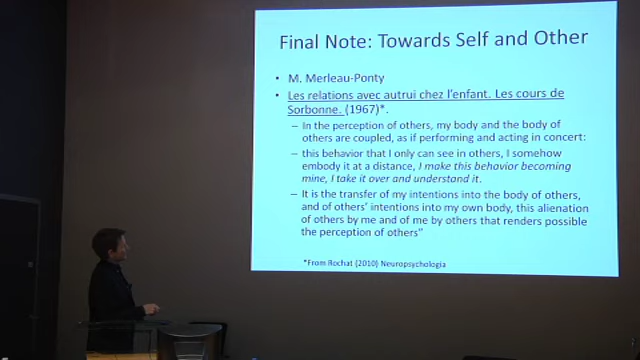 Final Note: Towards Self and Other
• M. Merleau-Ponty
• Les relations avec autrui chez l'enfant. Les cours de
Sorbonne. (1967)*.
– In the perception of others, my body and the body of
others are coupled, as if performing and acting in concert:
– this behavior that I only can see in others, I somehow
embody it at a distance, I make this behavior becoming
mine, I take it over and understand it.
– It is the transfer of my intentions into the body of others,
and of others' intentions into my own body, this alienation
of others by me and of me by others that renders possible
the perception of others"
*From Rochat (2010) Neuropsychologia